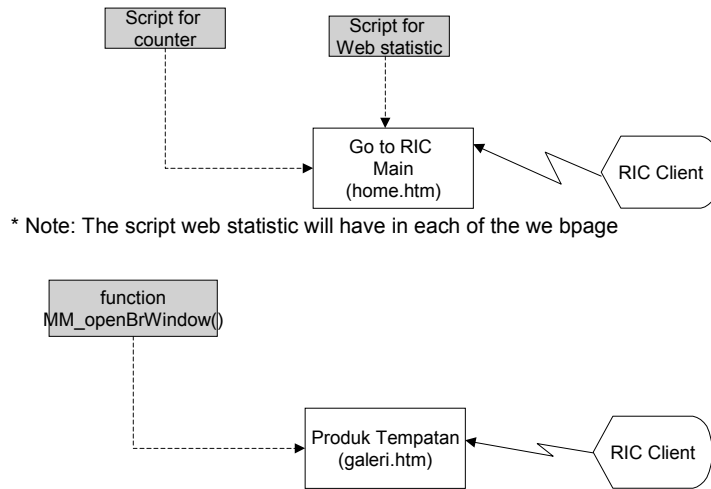 Script for
counter
Script for
Web statistic
Go to RIC
Main
(home.htm)
RIC Client
* Note: The script web statistic will have in each of the we bpage
function
MM_openBrWindow()
Produk Tempatan
(galeri.htm)
RIC Client